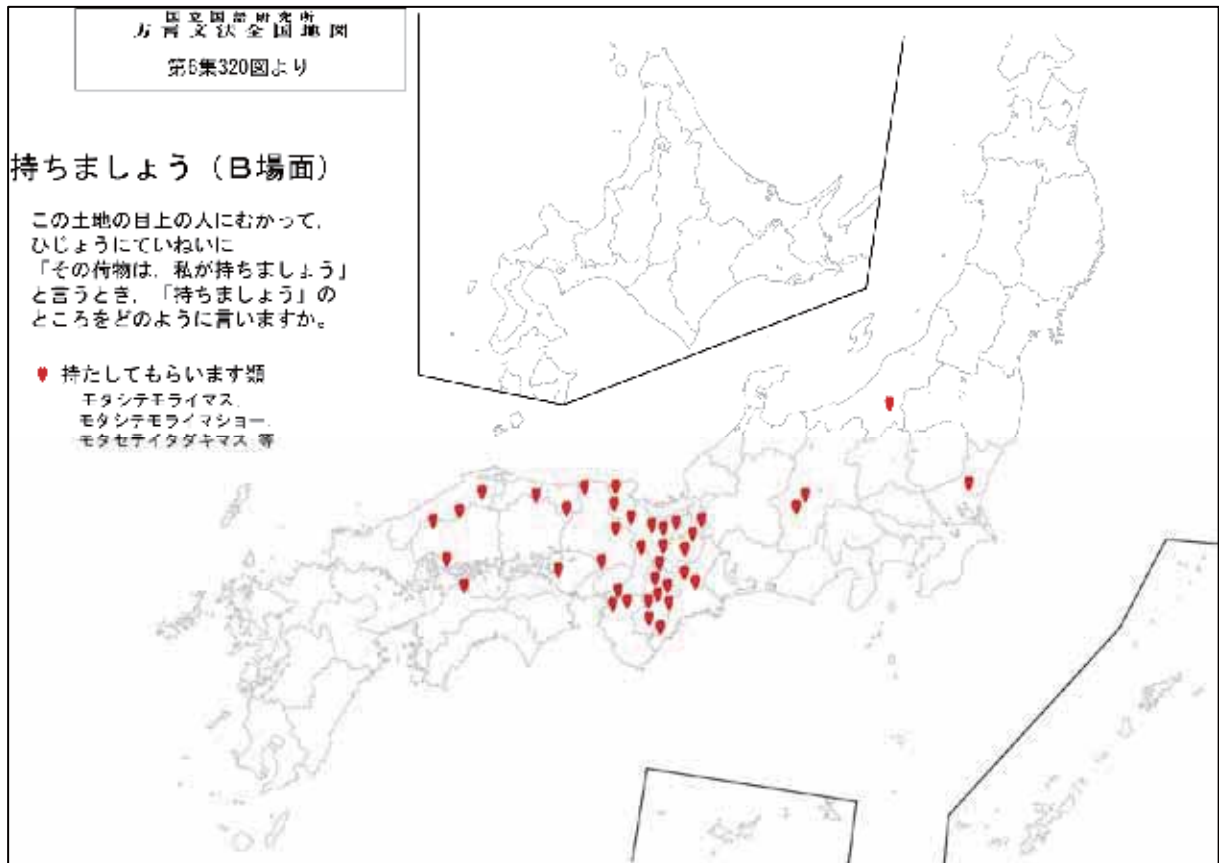 国立国語研究所
方言文法全国地図
第6集320図より
持ちましょう（B場面）
この土地の目上の人にむかって，
ひじょうにていねいに
「その荷物は，私が持ちましょう」
と言うとき，「持ちましょう」の
ところをどのように言いますか。
持たしてもらいます類
モタシテモライマス，
モタシテモライマショー，
モタセテイタダキマス 等